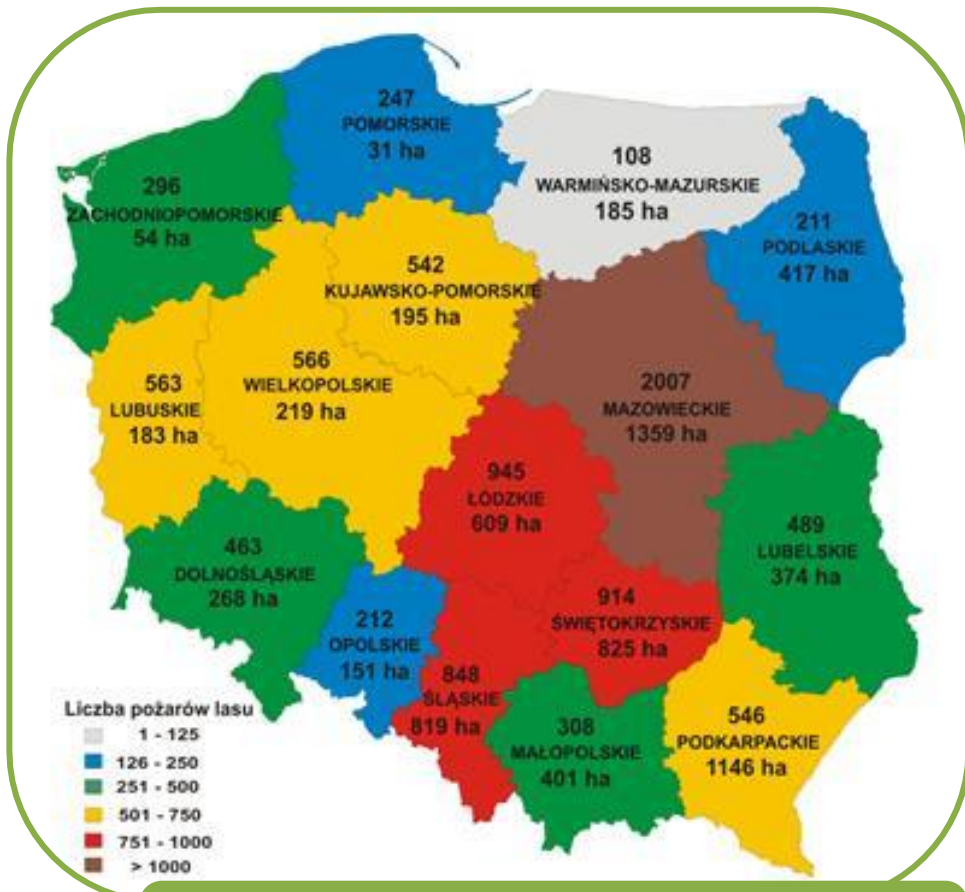 247
POMORSKIE
31 ha
108
WARMIŃSKO-MAZURSKIE
185 ha
296
ZACHODNIOPOMORSKIE
54 ha
211
PODLASKIE
417 ha
542
KUJAWSKO-POMORSKIE
195 ha
566
WIELKOPOLSKIE
219 ha
563
LUBUSKIE
183 ha
2007
MAZOWIECKIE
1359 ha
945
ŁÓDZKIE
609 ha
489
LUBELSKIE
374 ha
463
DOLNOŚLĄSKIE
268 ha
914
ŚWIĘTOKRZYSKIE
825 ha
212
OPOLSKIE
151 ha
848
ŚLĄSKIE
819 ha
308
MAŁOPOLSKIE
401 ha
546
PODKARPACKIE
1146 ha
Liczba pożarów lasu
1 - 125
126 - 250
251 - 500
501 - 750
751 - 1000
> 1000